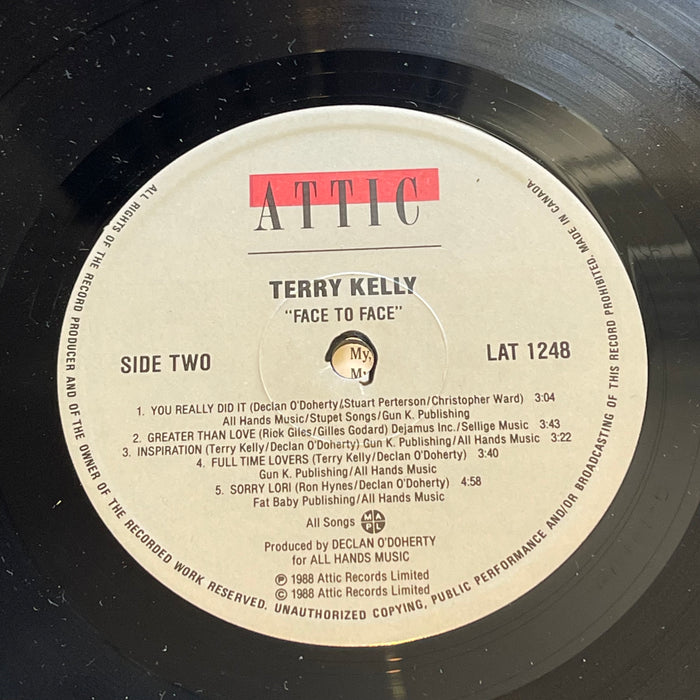 ATTIC
TERRY KELLY
"FACE TO FACE"
SIDE TWO
LAT 1248
My,
M
1. YOU REALLY DID IT (Declan O'Doherty/Stuart Perterson/Christopher Ward) 3:04
All Hands Music/Stupet Songs/Gun K. Publishing
2. GREATER THAN LOVE (Rick Giles/Gilles Godard) Dejamus Inc./Sellige Music 3:43
3. INSPIRATION (Terry Kelly/Declan O'Doherty) Gun K. Publishing/All Hands Music 3:22
4. FULL TIME LOVERS (Terry Kelly/Declan O'Doherty) 3:40
Gun K. Publishing/All Hands Music
5. SORRY LORI (Ron Hynes/Declan O'Doherty) 4:58
Fat Baby Publishing/All Hands Music
All Songs MAPL
Produced by DECLAN O'DOHERTY
for ALL HANDS MUSIC
℗ 1988 Attic Records Limited
© 1988 Attic Records Limited
ALL RIGHTS OF THE RECORD PRODUCER AND OF THE OWNER OF THE RECORDED WORK RESERVED. UNAUTHORIZED COPYING, PUBLIC PERFORMANCE AND/OR BROADCASTING OF THIS RECORD PROHIBITED. MADE IN CANADA.